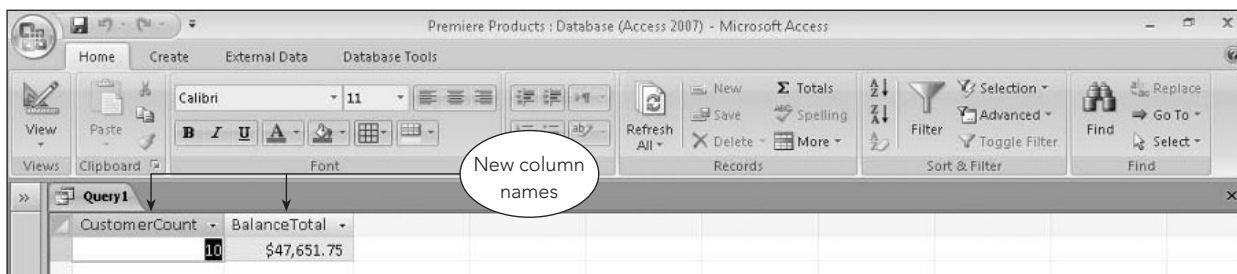 Premiere Products : Database (Access 2007) - Microsoft Access
Home Create External Data Database Tools
View
Views
Paste
Clipboard
Calibri 11
B I U A
Font
Refresh All
New
Save
Delete
Σ Totals
Spelling
More
Records
Filter
Selection
Advanced
Toggle Filter
Sort & Filter
Find
Replace
Go To
Select
Find
New column
names
Query1
CustomerCount BalanceTotal
10 $47,651.75